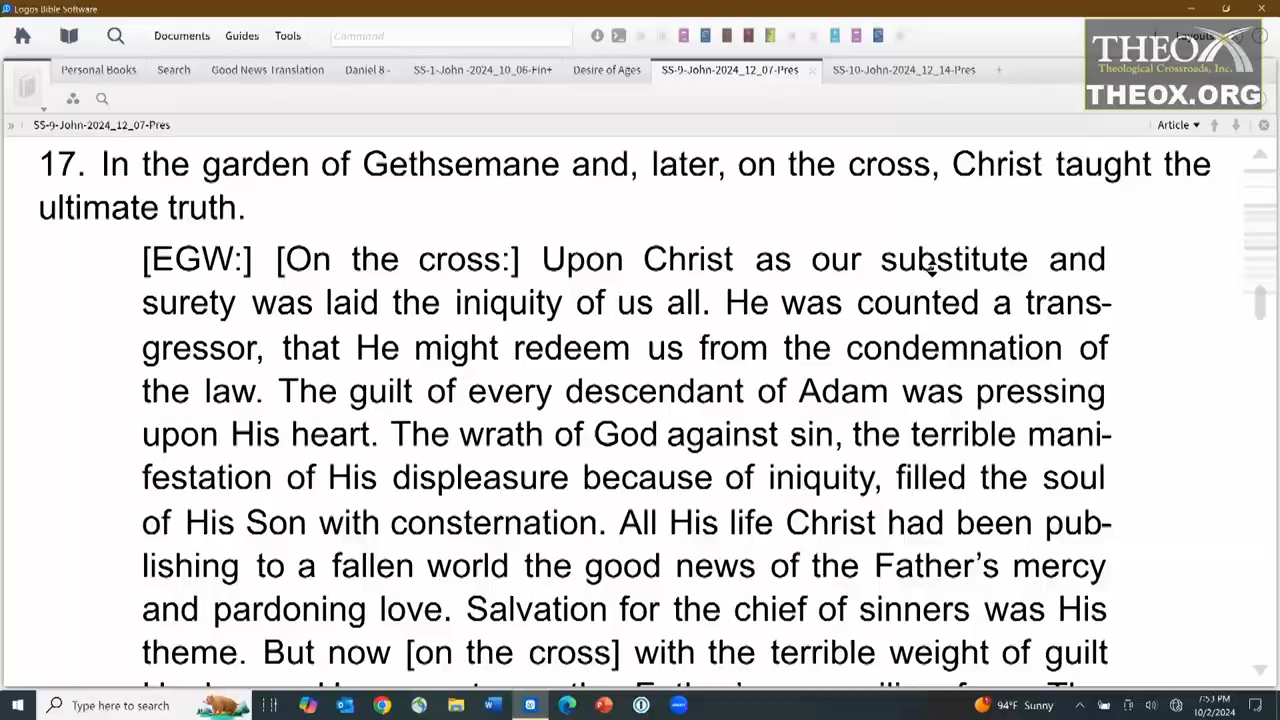 Logos Bible Software
Documents Guides Tools Command Layouts
THEOX
Theological Crossroads, Inc.
THEOX.ORG
Personal Books Search Good News Translation Daniel 8- Desire of Ages SS-9-John-2024_12_07-Pres SS-10-John-2024_12_14-Pres +
SS-9-John-2024_12_07-Pres Article
17. In the garden of Gethsemane and, later, on the cross, Christ taught the
ultimate truth.
[EGW:] [On the cross:] Upon Christ as our substitute and
surety was laid the iniquity of us all. He was counted a trans-
gressor, that He might redeem us from the condemnation of
the law. The guilt of every descendant of Adam was pressing
upon His heart. The wrath of God against sin, the terrible mani-
festation of His displeasure because of iniquity, filled the soul
of His Son with consternation. All His life Christ had been pub-
lishing to a fallen world the good news of the Father’s mercy
and pardoning love. Salvation for the chief of sinners was His
theme. But now [on the cross] with the terrible weight of guilt
Type here to search
94°F Sunny
7:53 PM
10/2/2024